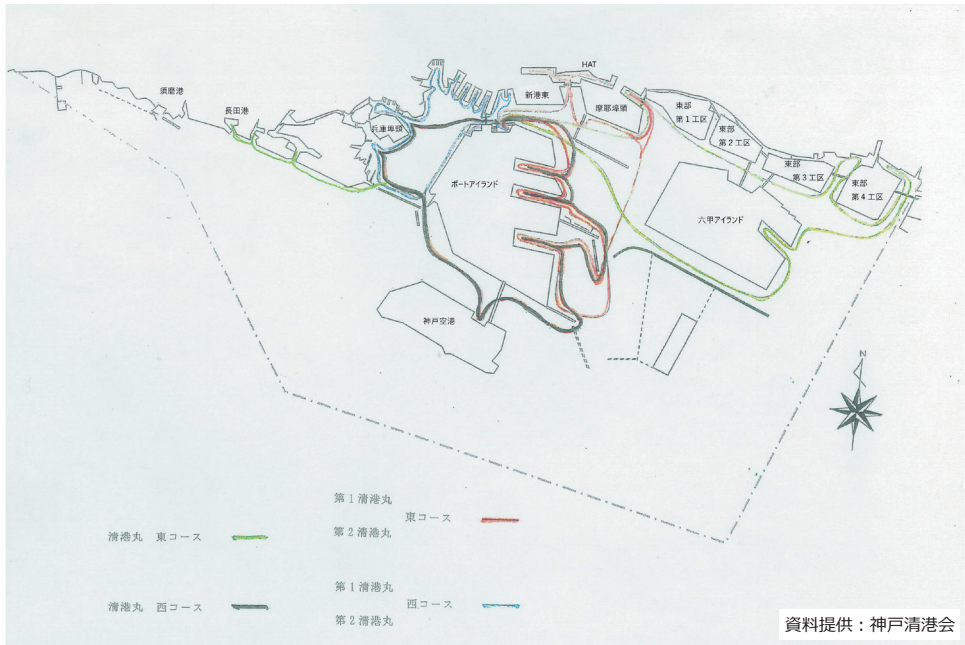 HAT
須磨港
新港東
摩耶埠頭
長田港
東部
第1工区
兵庫埠頭
東部
第2工区
東部
第3工区
東部
第4工区
ポートアイランド
六甲アイランド
神戸空港
N
第1清港丸
東コース
第2清港丸
清港丸 東コース
第1清港丸
西コース
第2清港丸
清港丸 西コース
資料提供:神戸清港会